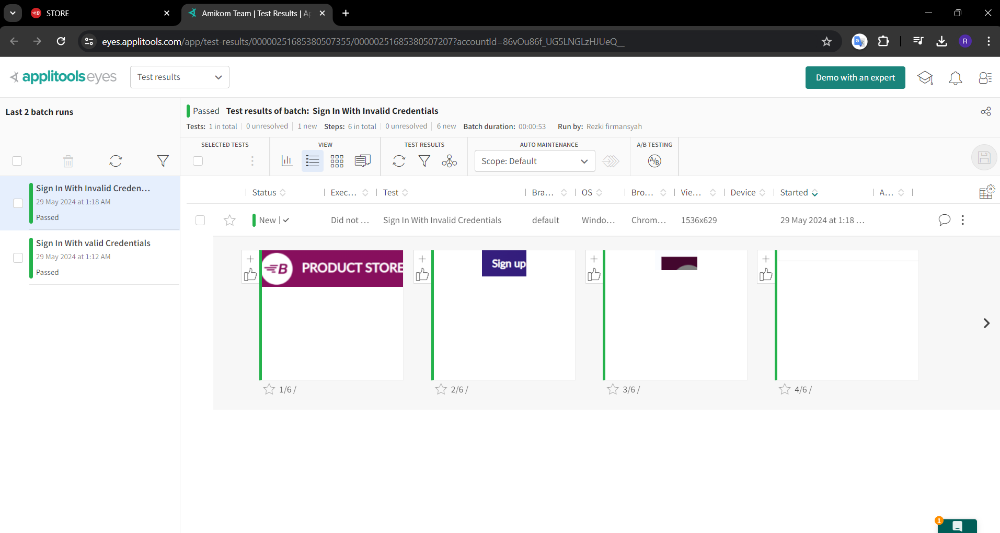 STORE
Amikom Team | Test Results | Ap
eyes.applitools.com/app/test-results/00000251685380507355/00000251685380507207?accountId=86vOu86f_UG5LNGLzHJUeQ__
R
applitools eyes
Test results
Demo with an expert
Last 2 batch runs
Passed Test results of batch: Sign In With Invalid Credentials
Tests: 1 in total | 0 unresolved | 1 new Steps: 6 in total | 0 unresolved | 6 new Batch duration: 00:00:53 Run by: Rezki firmansyah
SELECTED TESTS VIEW TEST RESULTS AUTO MAINTENANCE A/B TESTING
Scope: Default
A/B
Sign In With Invalid Creden...
29 May 2024 at 1:18 AM
Passed
Sign In With valid Credentials
29 May 2024 at 1:12 AM
Passed
Status Exec... Test Bra... OS Bro... Vie... Device Started A...
New | Did not ... Sign In With Invalid Credentials default Windo... Chrom... 1536x629 29 May 2024 at 1:18 ...
B PRODUCT STORE
Sign up
1/6 / 2/6 / 3/6 / 4/6 /
1